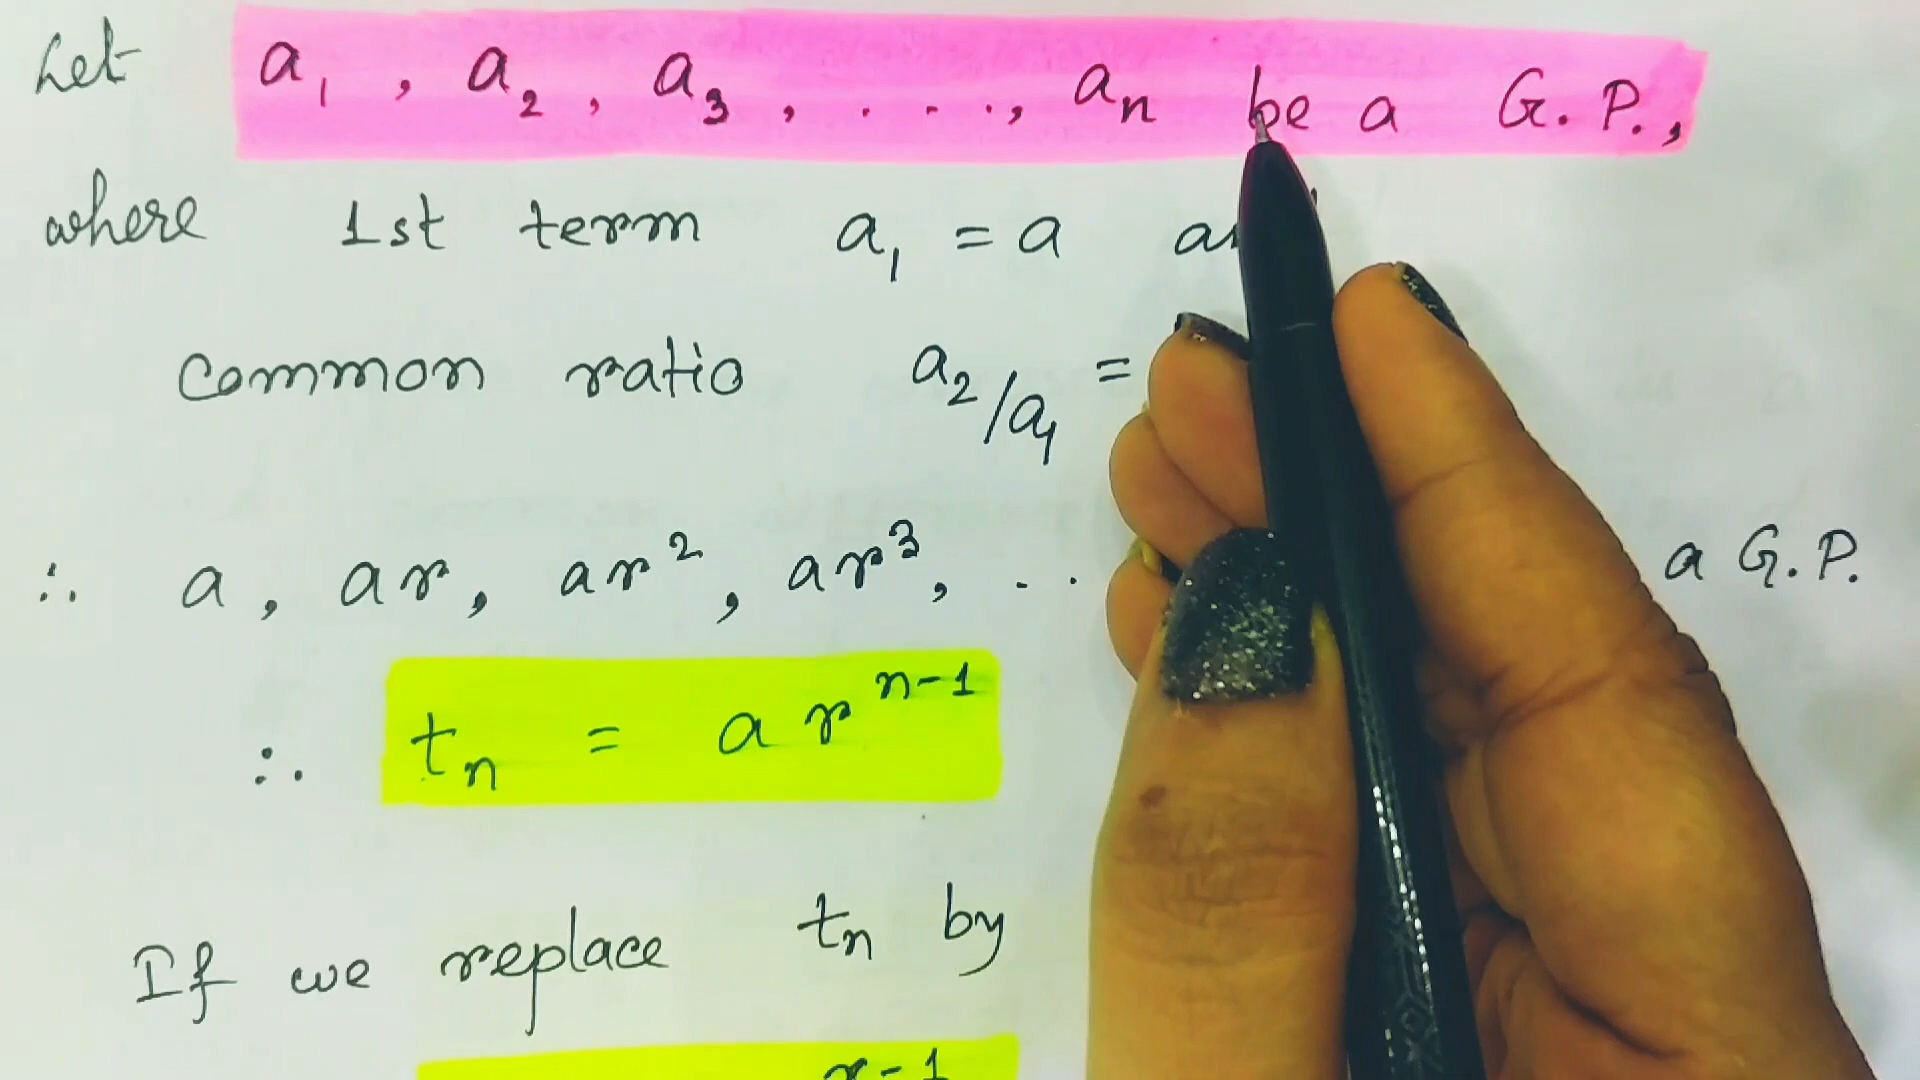 Let a₁, a₂, a₃, ...., aₙ be a G.P.,
where 1st term a₁ = a
common ratio a₂/a₁ =
∴ a, ar, ar², ar³, ... a G.P.
∴ tₙ = arⁿ⁻¹
If we replace tₙ by